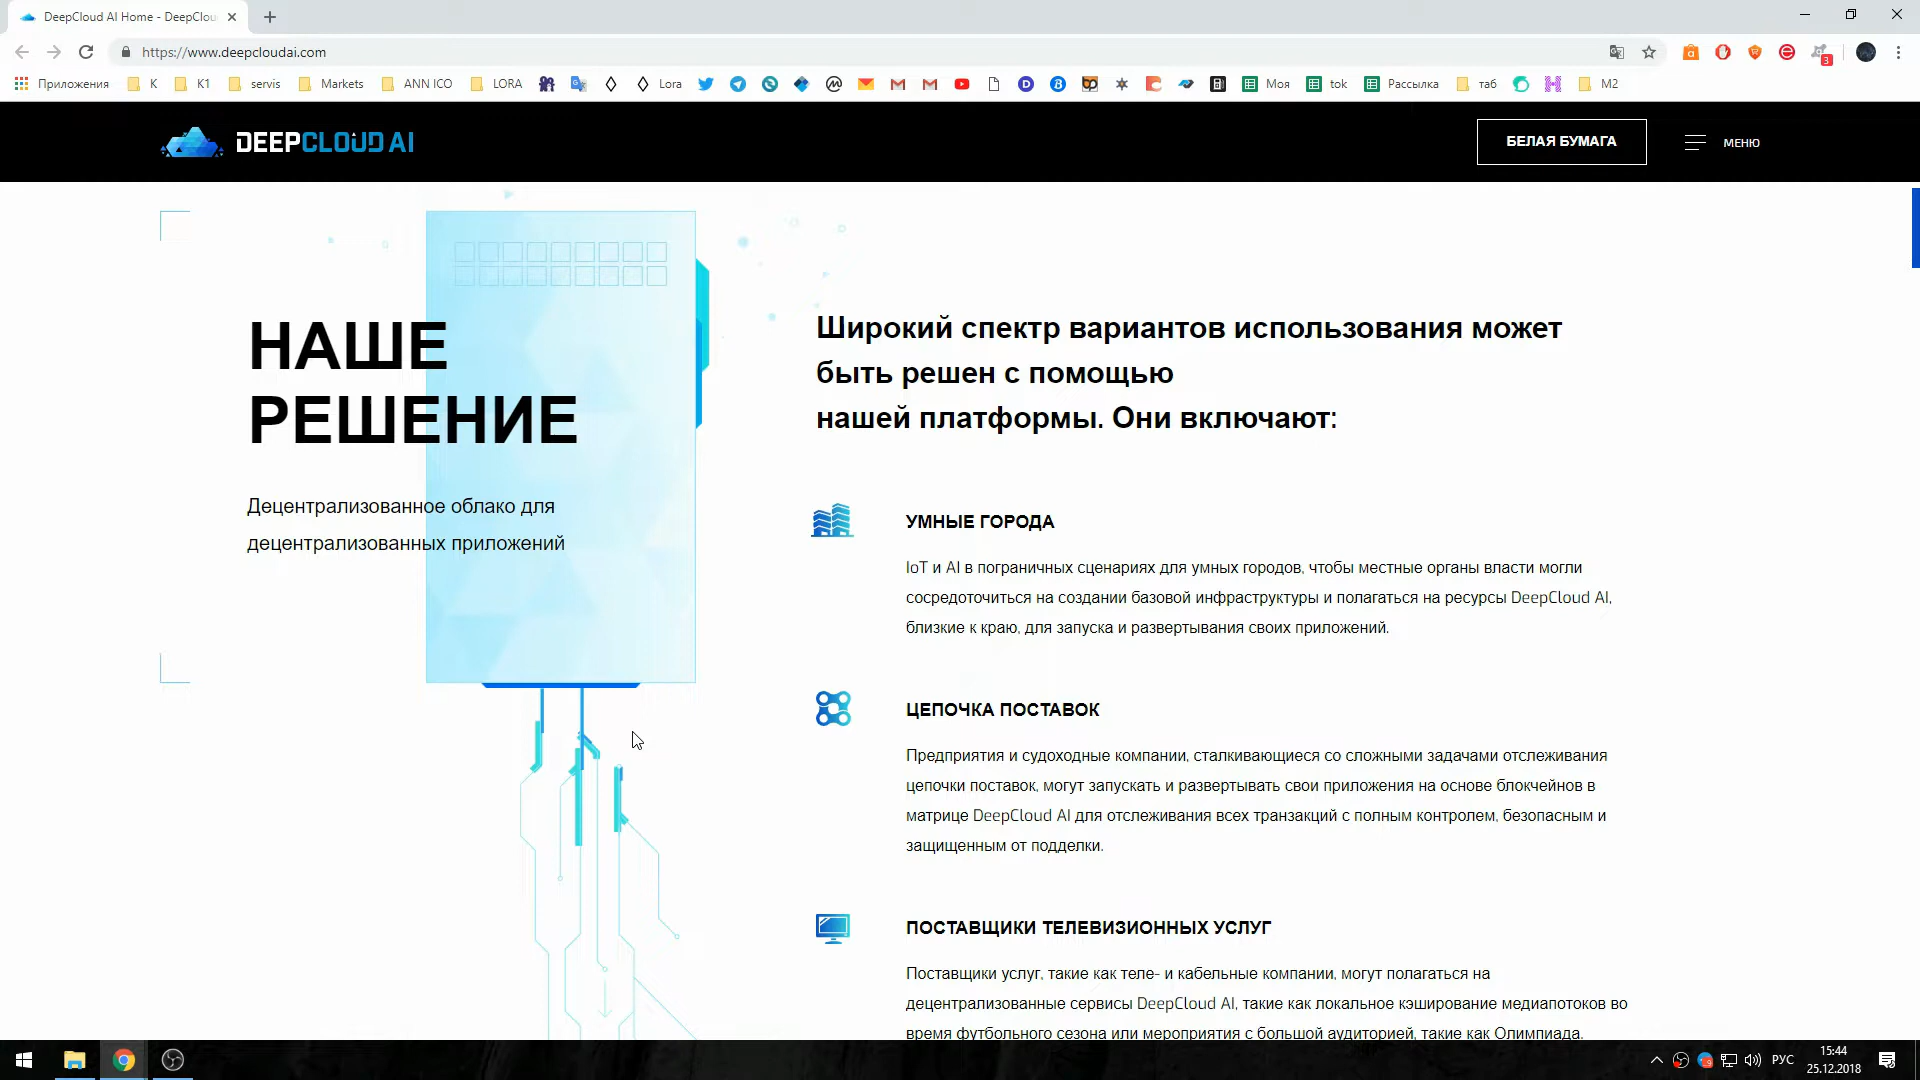 DeepCloud AI Home - DeepClou
https://www.deepcloudai.com
Приложения
K
K1
servis
Markets
ANN ICO
LORA
Lora
Моя
tok
Рассылка
таб
M2
3
DEEPCLOUD AI
БЕЛАЯ БУМАГА
МЕНЮ
НАШЕ
РЕШЕНИЕ
Децентрализованное облако для
децентрализованных приложений
Широкий спектр вариантов использования может
быть решен с помощью
нашей платформы. Они включают:
УМНЫЕ ГОРОДА
IoT и AI в пограничных сценариях для умных городов, чтобы местные органы власти могли
сосредоточиться на создании базовой инфраструктуры и полагаться на ресурсы DeepCloud AI,
близкие к краю, для запуска и развертывания своих приложений.
ЦЕПОЧКА ПОСТАВОК
Предприятия и судоходные компании, сталкивающиеся со сложными задачами отслеживания
цепочки поставок, могут запускать и развертывать свои приложения на основе блокчейнов в
матрице DeepCloud AI для отслеживания всех транзакций с полным контролем, безопасным и
защищенным от подделки.
ПОСТАВЩИКИ ТЕЛЕВИЗИОННЫХ УСЛУГ
Поставщики услуг, такие как теле- и кабельные компании, могут полагаться на
децентрализованные сервисы DeepCloud AI, такие как локальное кэширование медиапотоков во
время футбольного сезона или мероприятия с большой аудиторией, такие как Олимпиада.
РУС
15:44
25.12.2018